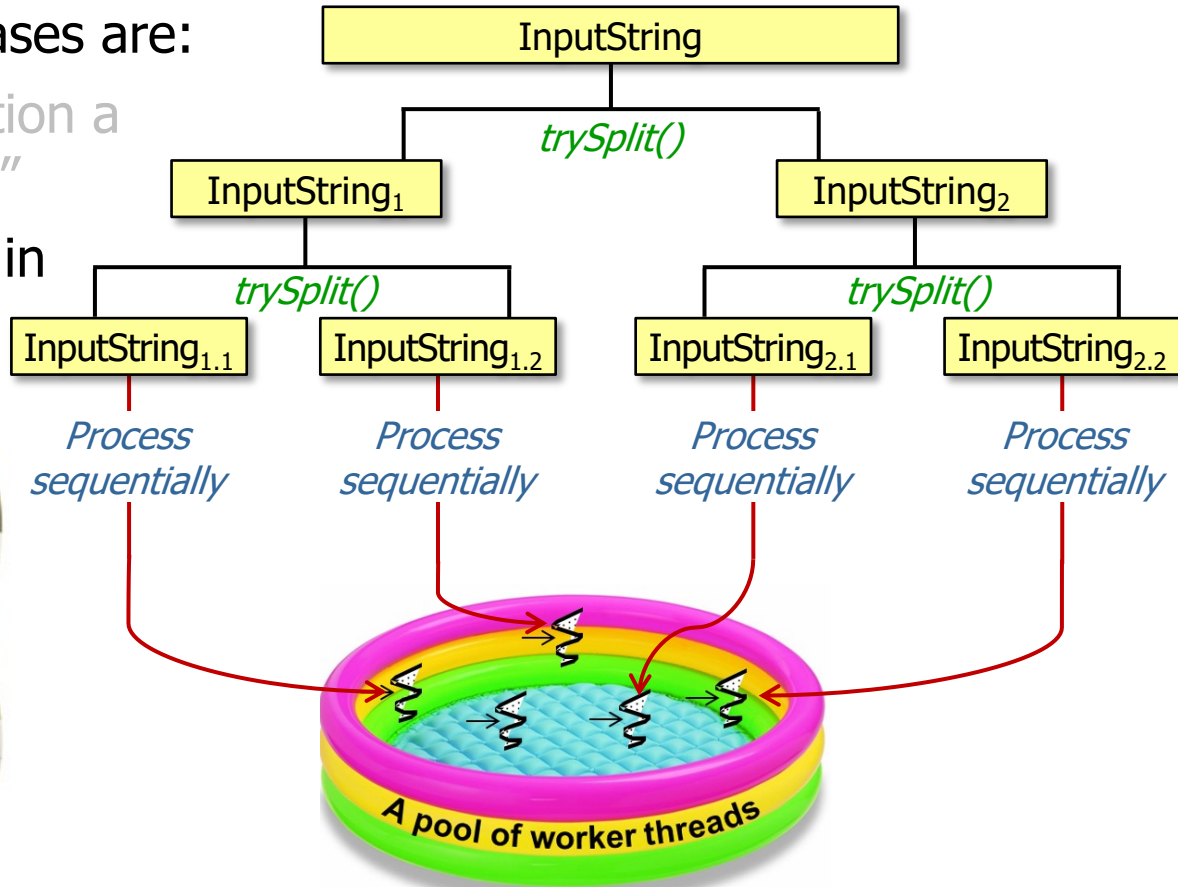 ases are:
tion a
”
in
InputString
trySplit()
InputString₁
InputString₂
trySplit()
trySplit()
InputString₁.₁
InputString₁.₂
InputString₂.₁
InputString₂.₂
Process
sequentially
Process
sequentially
Process
sequentially
Process
sequentially
A pool of worker threads